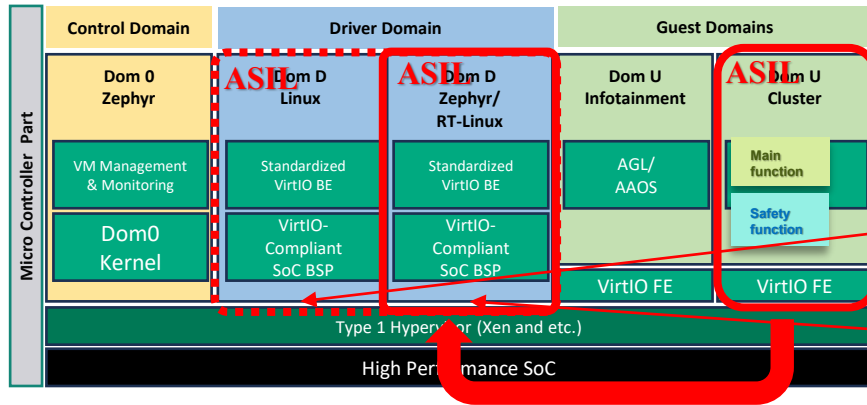 Control Domain
Driver Domain
Guest Domains
Micro Controller Part
Dom 0
Zephyr
VM Management
& Monitoring
Dom0
Kernel
ASIL
Dom D
Linux
Standardized
VirtIO BE
VirtIO-
Compliant
SoC BSP
ASIL
Dom D
Zephyr/
RT-Linux
Standardized
VirtIO BE
VirtIO-
Compliant
SoC BSP
Dom U
Infotainment
AGL/
AAOS
VirtIO FE
ASIL
Dom U
Cluster
Main
function
Safety
function
VirtIO FE
Type 1 Hypervisor (Xen and etc.)
High Performance SoC